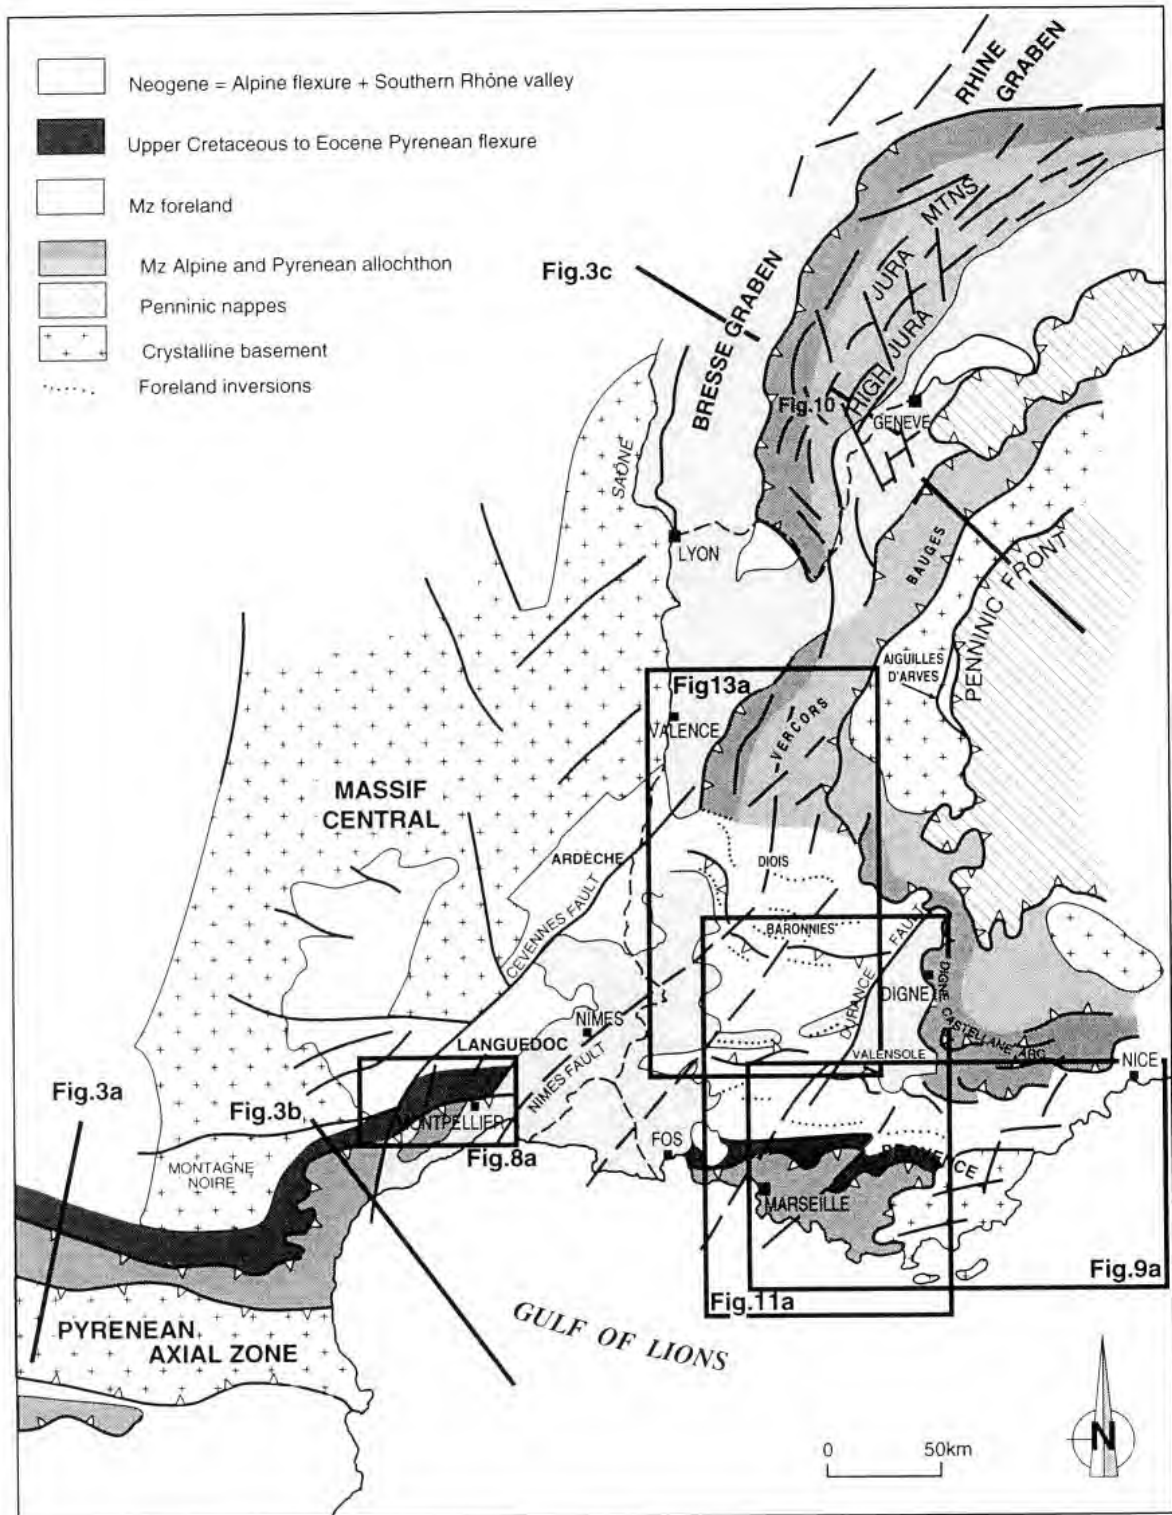 Neogene = Alpine flexure + Southern Rhône valley
Upper Cretaceous to Eocene Pyrenean flexure
Mz foreland
Mz Alpine and Pyrenean allochthon
Penninic nappes
Crystalline basement
Foreland inversions
RHINE
GRABEN
Fig.3c
BRESSE GRABEN
JURA MTNS
HIGH JURA
Fig.10
GENEVE
SAÔNE
LYON
BAUGES
PENNINIC FRONT
AIGUILLES
D'ARVES
Fig13a
VALENCE
VERCORS
MASSIF
CENTRAL
ARDÈCHE
CEVENNES FAULT
DIOIS
BARONNIES
DURANCE FAULT
DIGNE
DIGNE
CASTELLANE ARC
NIMES
LANGUEDOC
NIMES FAULT
VALENSOLE
NICE
Fig.3a
Fig.3b
MONTPELLIER
Fig.8a
FOS
PROVENCE
MONTAGNE
NOIRE
MARSEILLE
Fig.9a
Fig.11a
GULF OF LIONS
PYRENEAN
AXIAL ZONE
N
0 50km